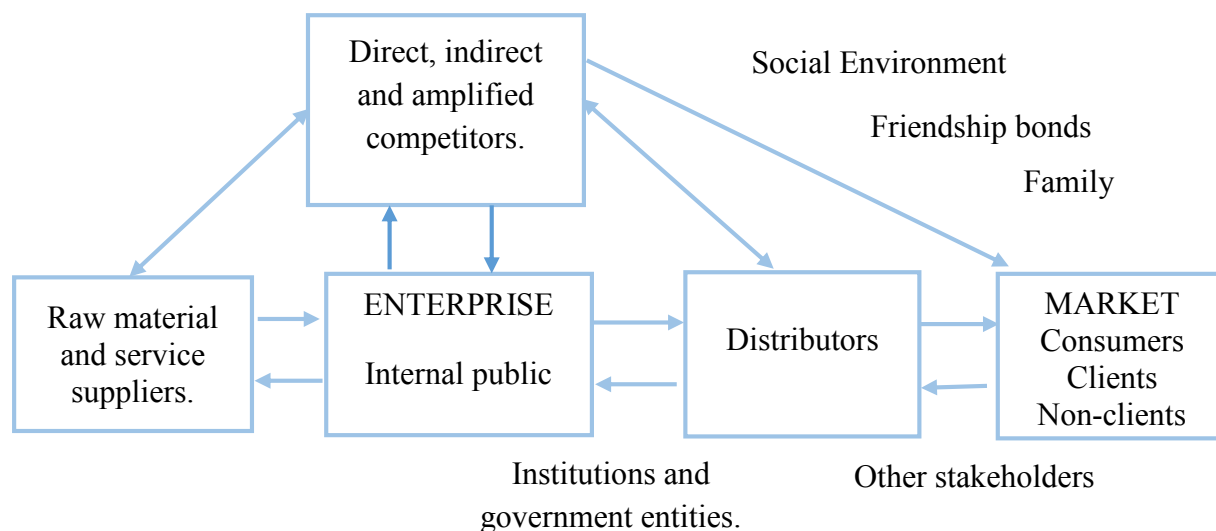 Direct, indirect
and amplified
competitors.
Social Environment
Friendship bonds
Family
Raw material
and service
suppliers.
ENTERPRISE
Internal public
Distributors
MARKET
Consumers
Clients
Non-clients
Institutions and
government entities.
Other stakeholders